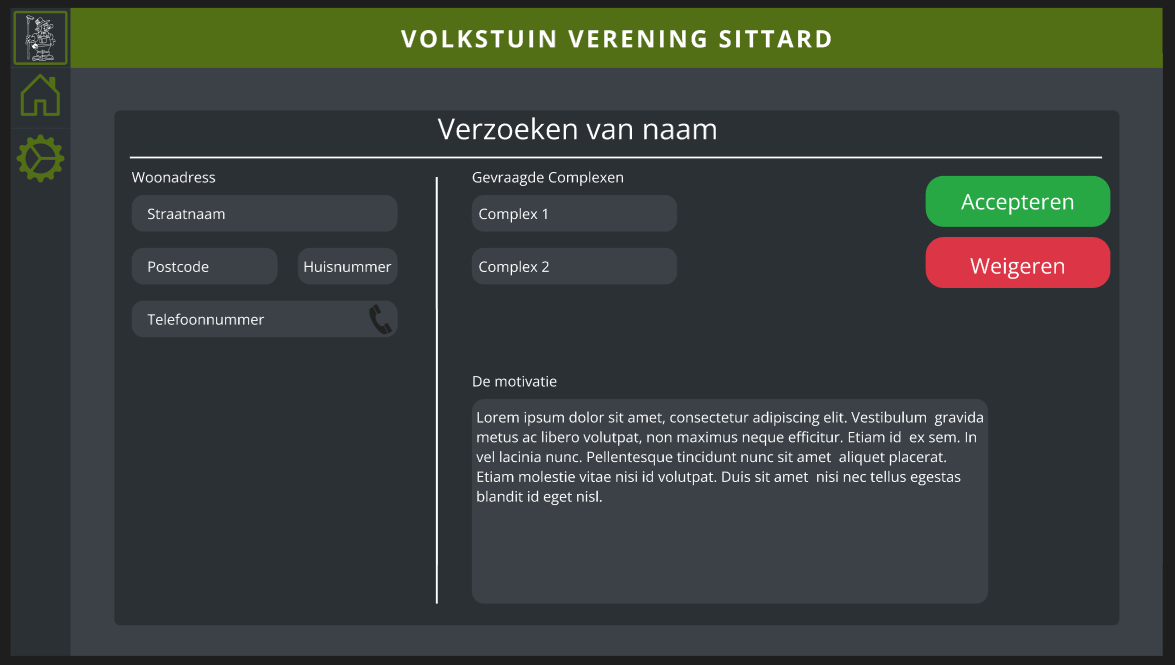 VOLKSTUIN VERENING SITTARD
Verzoeken van naam
Woonadress
Straatnaam
Postcode
Huisnummer
Telefoonnummer
Gevraagde Complexen
Complex 1
Complex 2
Accepteren
Weigeren
De motivatie
Lorem ipsum dolor sit amet, consectetur adipiscing elit. Vestibulum gravida
metus ac libero volutpat, non maximus neque efficitur. Etiam id ex sem. In
vel lacinia nunc. Pellentesque tincidunt nunc sit amet aliquet placerat.
Etiam molestie vitae nisi id volutpat. Duis sit amet nisi nec tellus egestas
blandit id eget nisl.